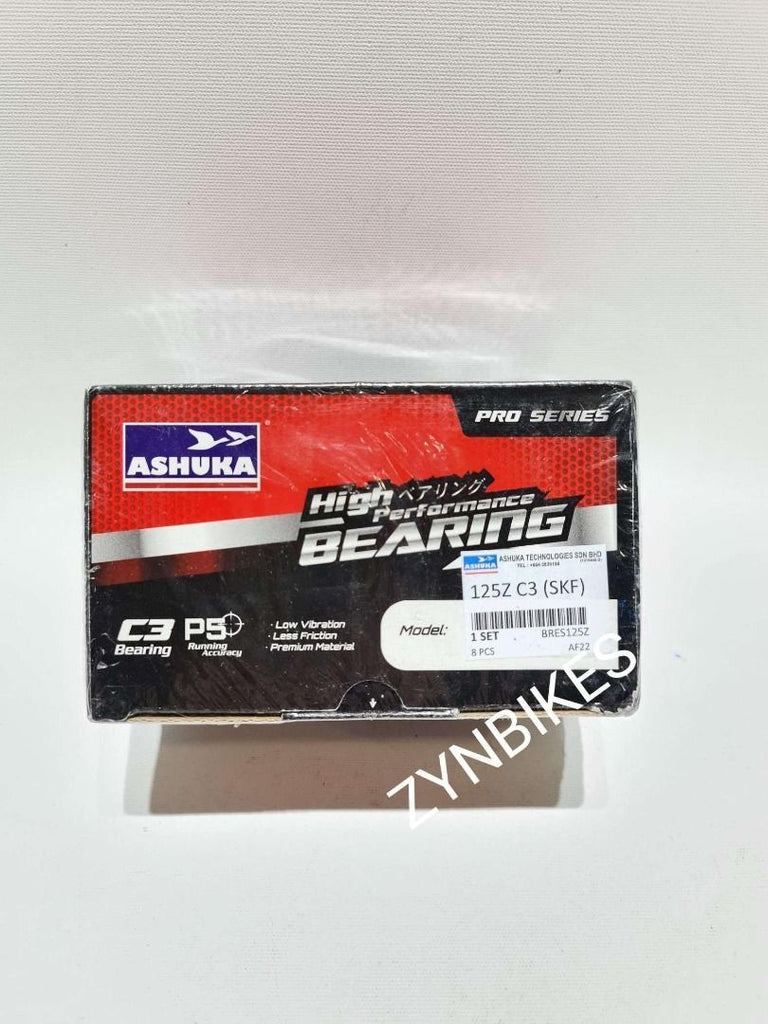 PRO SERIES
ASHUKA
High ベアリング
Performance
BEARING
ASHUKA
ASHUKA TECHNOLOGIES SDN BHD
125Z C3 (SKF)
1 SET BRES125Z
8 PCS AF22
Model:
C3
Bearing
P5
Running
Accuracy
· Low Vibration
· Less Friction
· Premium Material
ZYNBIKES